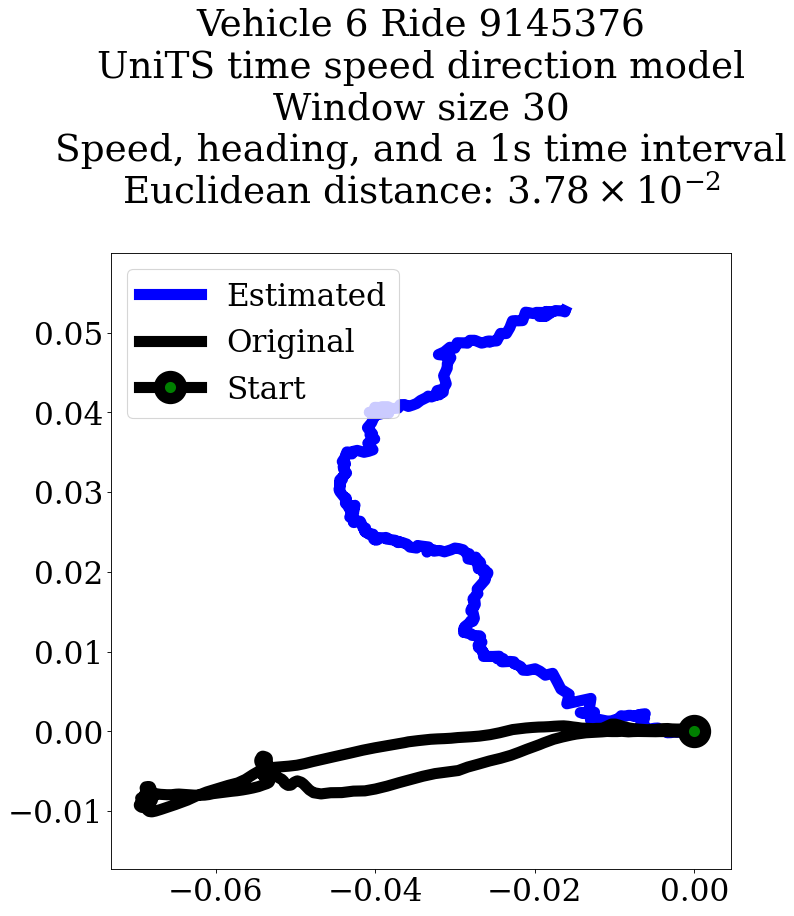 Vehicle 6 Ride 9145376
UniTS time speed direction model
Window size 30
Speed, heading, and a 1s time interval
Euclidean distance: 3.78 × 10⁻²
Estimated
Original
Start
0.05
0.04
0.03
0.02
0.01
0.00
−0.01
−0.06
−0.04
−0.02
0.00